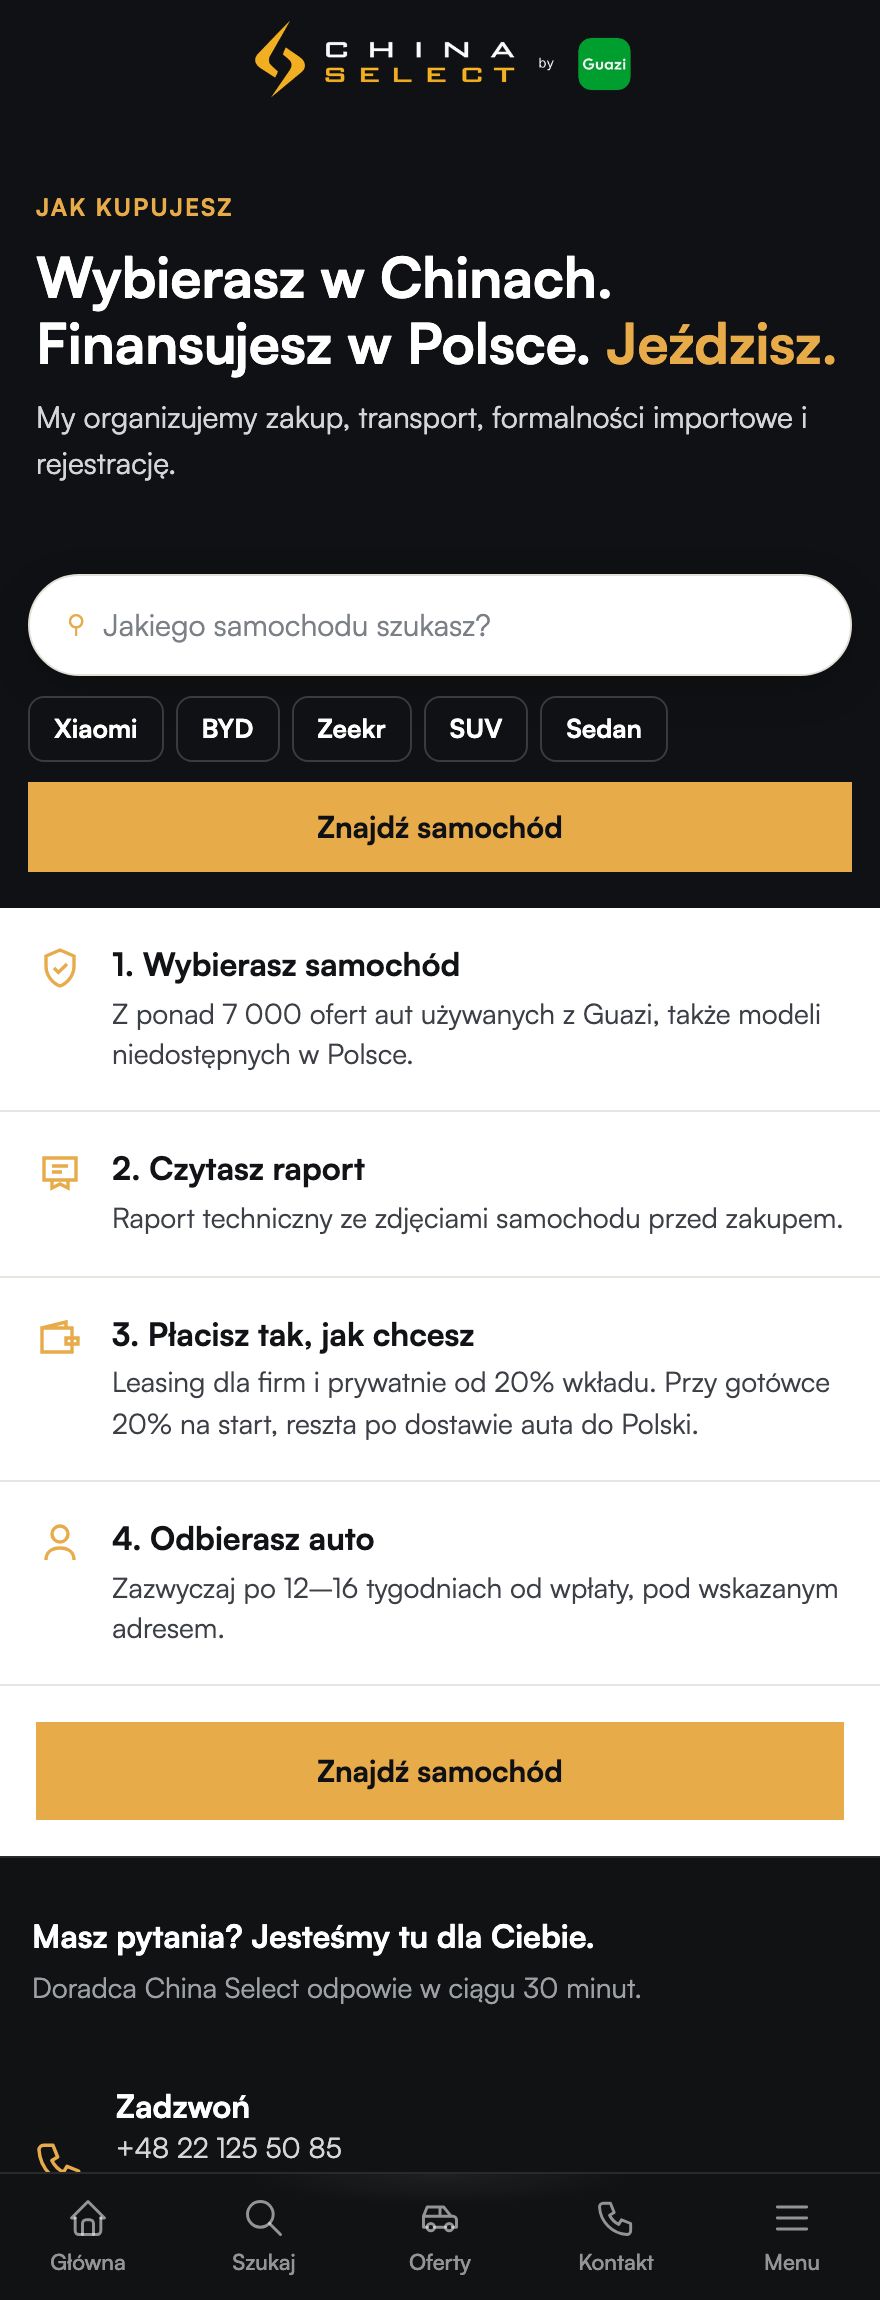 CHINA
SELECT
by
Guazi
JAK KUPUJESZ
Wybierasz w Chinach.
Finansujesz w Polsce. Jeździsz.
My organizujemy zakup, transport, formalności importowe i
rejestrację.
Jakiego samochodu szukasz?
Xiaomi
BYD
Zeekr
SUV
Sedan
Znajdź samochód
1. Wybierasz samochód
Z ponad 7 000 ofert aut używanych z Guazi, także modeli
niedostępnych w Polsce.
2. Czytasz raport
Raport techniczny ze zdjęciami samochodu przed zakupem.
3. Płacisz tak, jak chcesz
Leasing dla firm i prywatnie od 20% wkładu. Przy gotówce
20% na start, reszta po dostawie auta do Polski.
4. Odbierasz auto
Zazwyczaj po 12–16 tygodniach od wpłaty, pod wskazanym
adresem.
Znajdź samochód
Masz pytania? Jesteśmy tu dla Ciebie.
Doradca China Select odpowie w ciągu 30 minut.
Zadzwoń
+48 22 125 50 85
Główna
Szukaj
Oferty
Kontakt
Menu